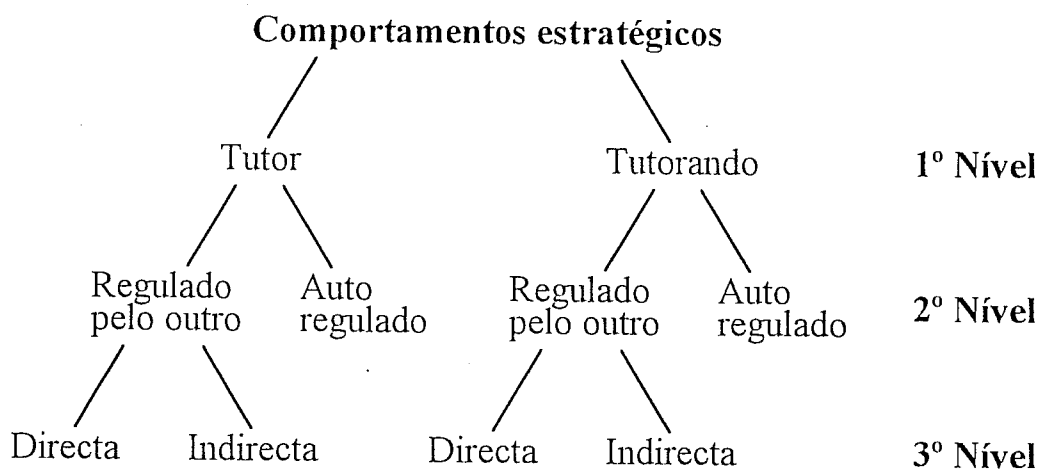 Comportamentos estratégicos
Tutor Tutorando 1º Nível
Regulado Auto Regulado Auto
pelo outro regulado pelo outro regulado 2º Nível
Directa Indirecta Directa Indirecta 3º Nível